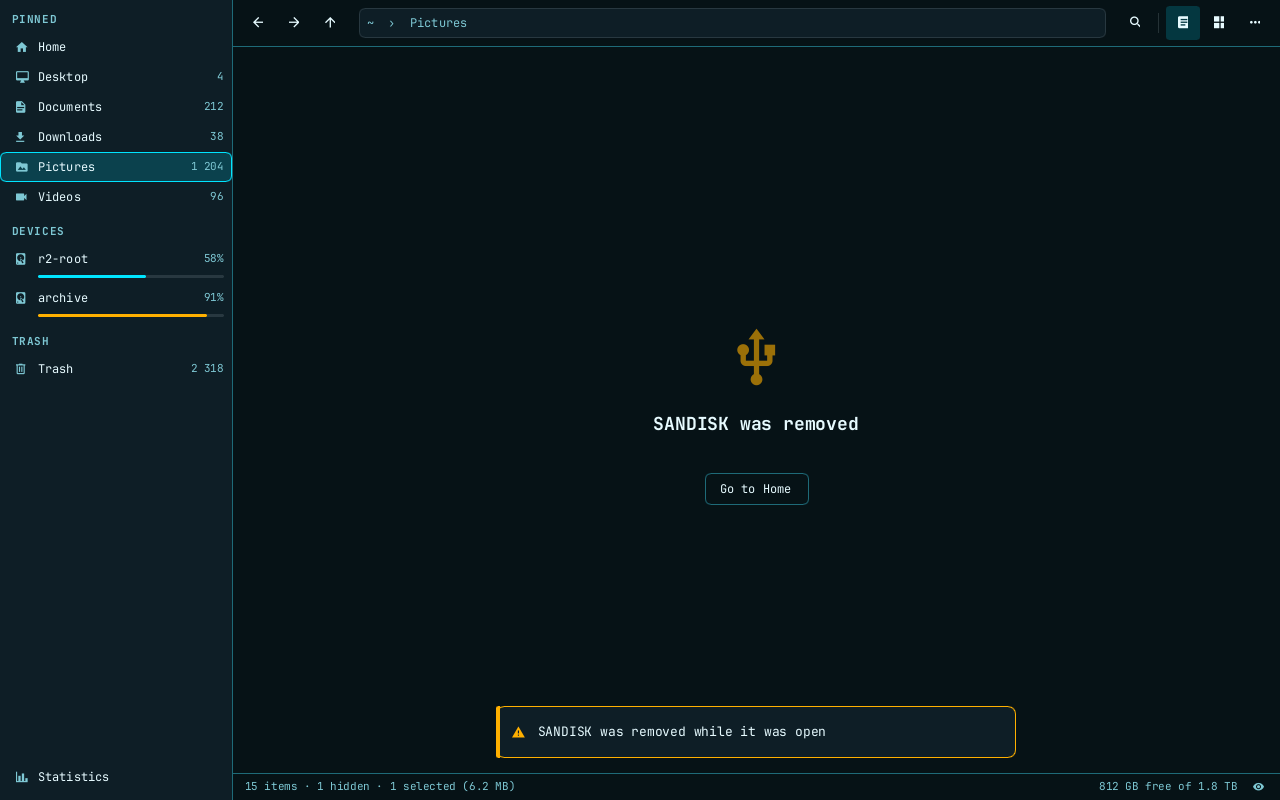 PINNED
Home
Desktop 4
Documents 212
Downloads 38
Pictures 1 204
Videos 96
DEVICES
r2-root 58%
archive 91%
TRASH
Trash 2 318
Statistics
~ › Pictures
SANDISK was removed
Go to Home
SANDISK was removed while it was open
15 items · 1 hidden · 1 selected (6.2 MB)
812 GB free of 1.8 TB